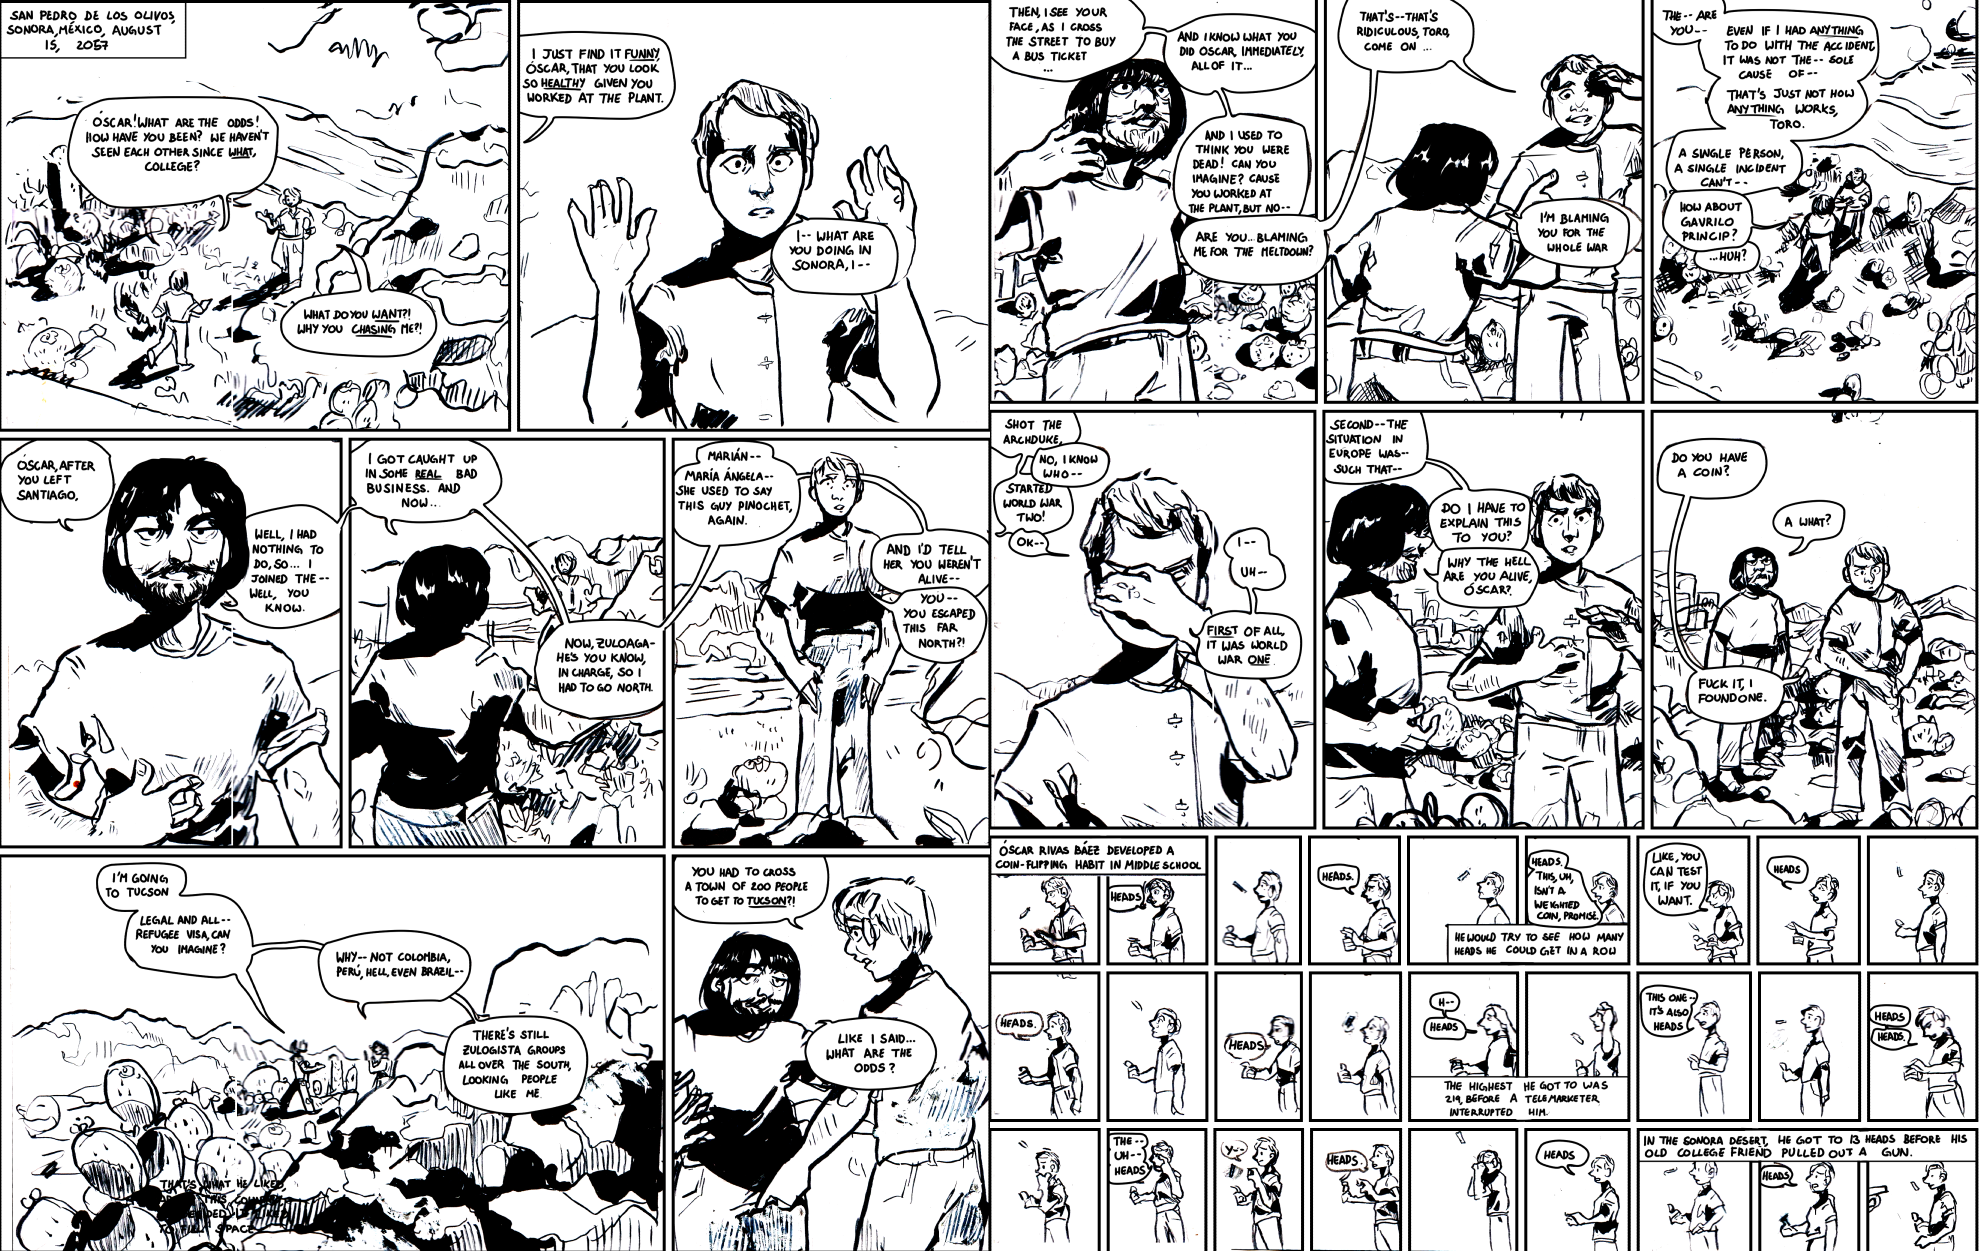 SAN PEDRO DE LOS OLIVOS,
SONORA, MÉXICO, AUGUST
15, 2057
ÓSCAR! WHAT ARE THE ODDS!
HOW HAVE YOU BEEN? WE HAVEN'T
SEEN EACH OTHER SINCE WHAT,
COLLEGE?
WHAT DO YOU WANT?!
WHY YOU CHASING ME?!
I JUST FIND IT FUNNY,
ÓSCAR, THAT YOU LOOK
SO HEALTHY GIVEN YOU
WORKED AT THE PLANT.
I-- WHAT ARE
YOU DOING IN
SONORA, I--
ÓSCAR, AFTER
YOU LEFT
SANTIAGO,
WELL, I HAD
NOTHING TO
DO, SO... I
JOINED THE--
WELL, YOU
KNOW.
I GOT CAUGHT UP
IN SOME REAL BAD
BUSINESS. AND
NOW...
NOW, ZULOAGA-
HE'S YOU KNOW,
IN CHARGE, SO I
HAD TO GO NORTH.
MARIÁN--
MARÍA ÁNGELA--
SHE USED TO SAY
THIS GUY PINOCHET,
AGAIN.
AND I'D TELL
HER YOU WEREN'T
ALIVE--
YOU--
YOU ESCAPED
THIS FAR
NORTH?!
I'M GOING
TO TUCSON
LEGAL AND ALL--
REFUGEE VISA, CAN
YOU IMAGINE?
WHY-- NOT COLOMBIA,
PERÚ, HELL, EVEN BRAZIL--
THERE'S STILL
ZULOGISTA GROUPS
ALL OVER THE SOUTH,
LOOKING PEOPLE
LIKE ME.
THAT'S WHAT HE LIKED
THIS
TO FILL SPACE
YOU HAD TO CROSS
A TOWN OF 200 PEOPLE
TO GET TO TUCSON?!
LIKE I SAID...
WHAT ARE THE
ODDS?
THEN, I SEE YOUR
FACE, AS I CROSS
THE STREET TO BUY
A BUS TICKET
...
AND I KNOW WHAT YOU
DID OSCAR, IMMEDIATELY,
ALL OF IT...
AND I USED TO
THINK YOU WERE
DEAD! CAN YOU
IMAGINE? CAUSE
YOU WORKED AT
THE PLANT, BUT NO--
ARE YOU... BLAMING
ME FOR THE MELTDOWN?
THAT'S--THAT'S
RIDICULOUS, TORO,
COME ON ...
I'M BLAMING
YOU FOR THE
WHOLE WAR
THE-- ARE
YOU--
EVEN IF I HAD ANYTHING
TO DO WITH THE ACCIDENT,
IT WAS NOT THE-- SOLE
CAUSE OF--
THAT'S JUST NOT HOW
ANYTHING WORKS,
TORO.
A SINGLE PERSON,
A SINGLE INCIDENT
CAN'T--
HOW ABOUT
GAVRILO
PRINCIP?
...HUH?
SHOT THE
ARCHDUKE,
NO, I KNOW
WHO--
STARTED
WORLD WAR
TWO!
OK--
I--
UH--
FIRST OF ALL,
IT WAS WORLD
WAR ONE.
SECOND--THE
SITUATION IN
EUROPE WAS--
SUCH THAT--
DO I HAVE TO
EXPLAIN THIS
TO YOU?
WHY THE HELL
ARE YOU ALIVE,
ÓSCAR?
DO YOU HAVE
A COIN?
A WHAT?
FUCK IT, I
FOUND ONE.
ÓSCAR RIVAS BÁEZ DEVELOPED A
COIN-FLIPPING HABIT IN MIDDLE SCHOOL
HEADS
HEADS.
HEADS.
THIS, UH,
ISN'T A
WEIGHTED
COIN, PROMISE.
HE WOULD TRY TO SEE HOW MANY
HEADS HE COULD GET IN A ROW
LIKE, YOU
CAN TEST
IT, IF YOU
WANT.
HEADS
HEADS.
HEADS
H--
HEADS
THE HIGHEST HE GOT TO WAS
219, BEFORE A TELEMARKETER
INTERRUPTED HIM.
THIS ONE--
IT'S ALSO
HEADS
HEADS
HEADS.
THE--
UH--
HEADS
HEADS.
HEADS
IN THE SONORA DESERT, HE GOT TO 13 HEADS BEFORE HIS
OLD COLLEGE FRIEND PULLED OUT A GUN.
HEADS.